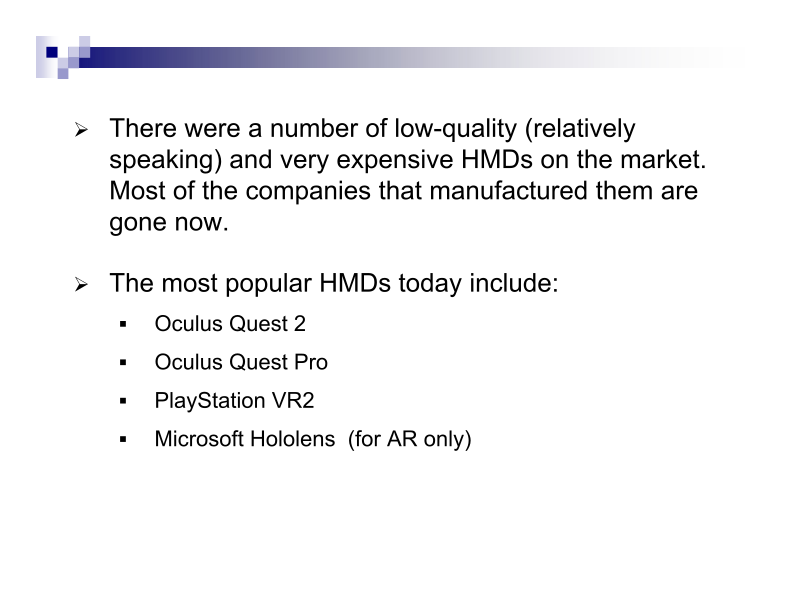 There were a number of low-quality (relatively
speaking) and very expensive HMDs on the market.
Most of the companies that manufactured them are
gone now.
The most popular HMDs today include:
Oculus Quest 2
Oculus Quest Pro
PlayStation VR2
Microsoft Hololens (for AR only)